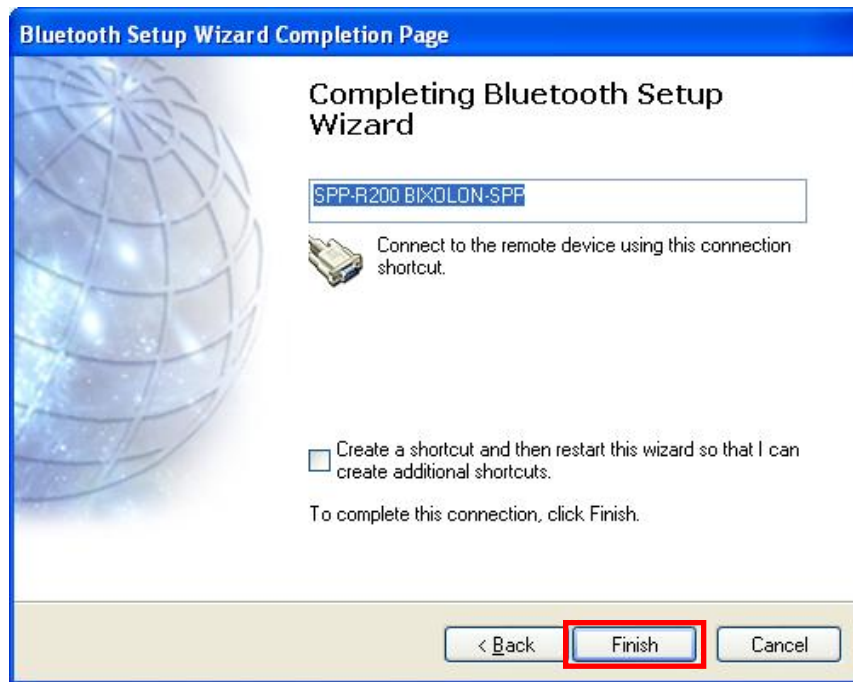 Bluetooth Setup Wizard Completion Page
Completing Bluetooth Setup
Wizard
SPP-R200 BIXOLON-SPP
Connect to the remote device using this connection
shortcut.
Create a shortcut and then restart this wizard so that I can
create additional shortcuts.
To complete this connection, click Finish.
< Back
Finish
Cancel